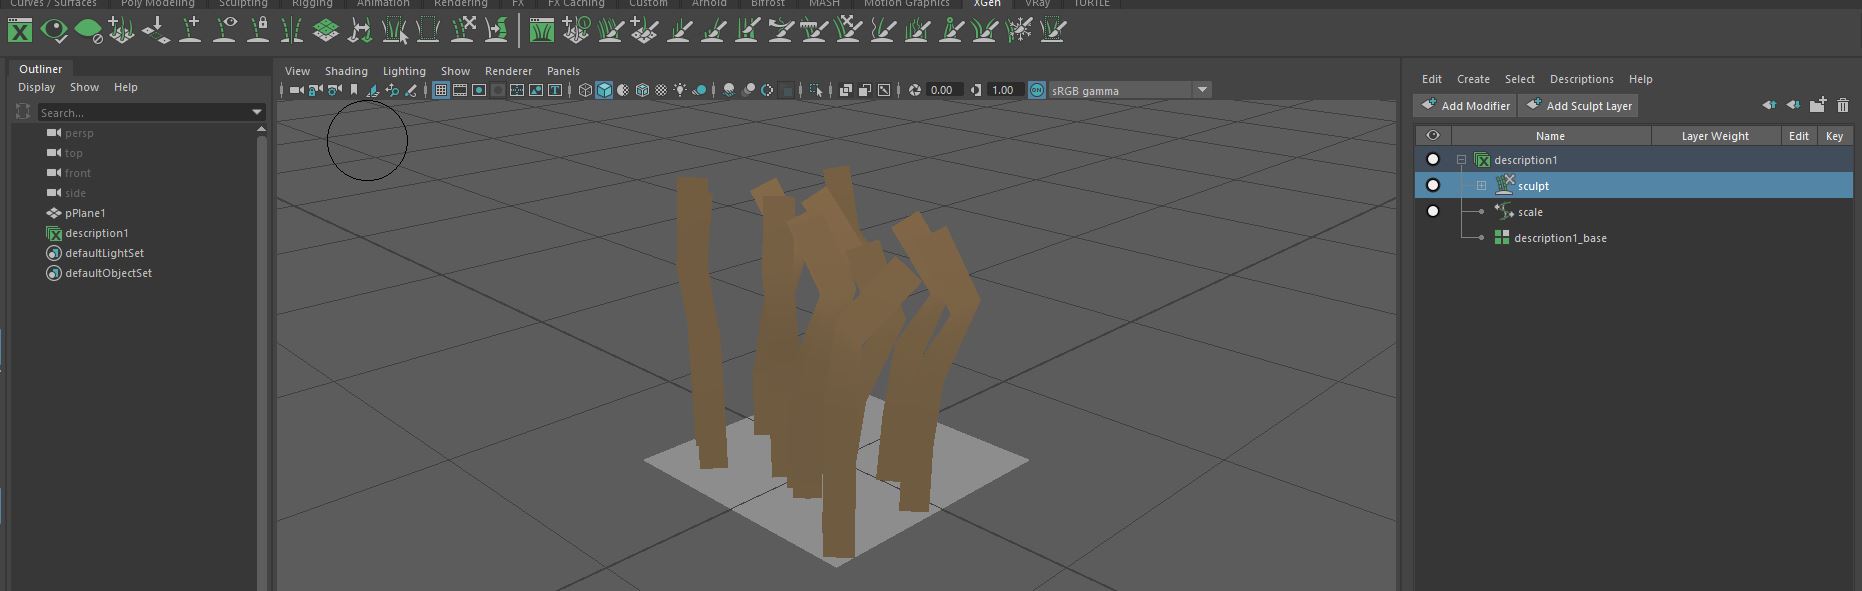 Curves / Surfaces Poly Modeling Sculpting Rigging Animation Rendering FX FX Caching Custom Arnold Bifrost MASH Motion Graphics XGen VRay TURTLE
Outliner
Display Show Help
Search...
persp
top
front
side
pPlane1
description1
defaultLightSet
defaultObjectSet
View Shading Lighting Show Renderer Panels
0.00 1.00 ON sRGB gamma
Edit Create Select Descriptions Help
Add Modifier Add Sculpt Layer
Name Layer Weight Edit Key
description1
sculpt
scale
description1_base